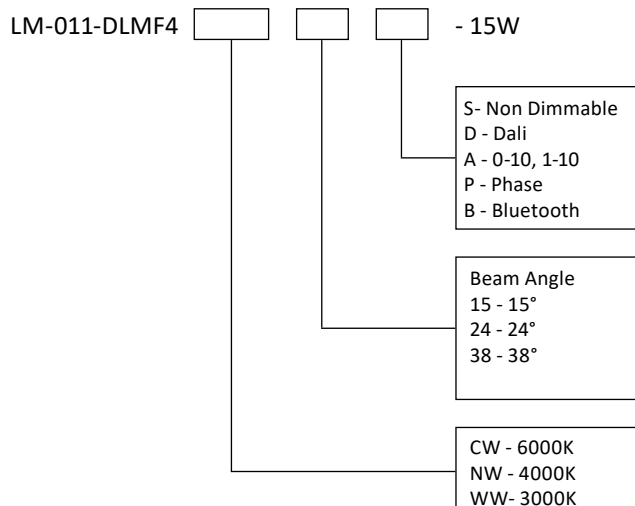 LM-011-DLMF4 - 15W
S- Non Dimmable
D - Dali
A - 0-10, 1-10
P - Phase
B - Bluetooth
Beam Angle
15 - 15°
24 - 24°
38 - 38°
CW - 6000K
NW - 4000K
WW- 3000K